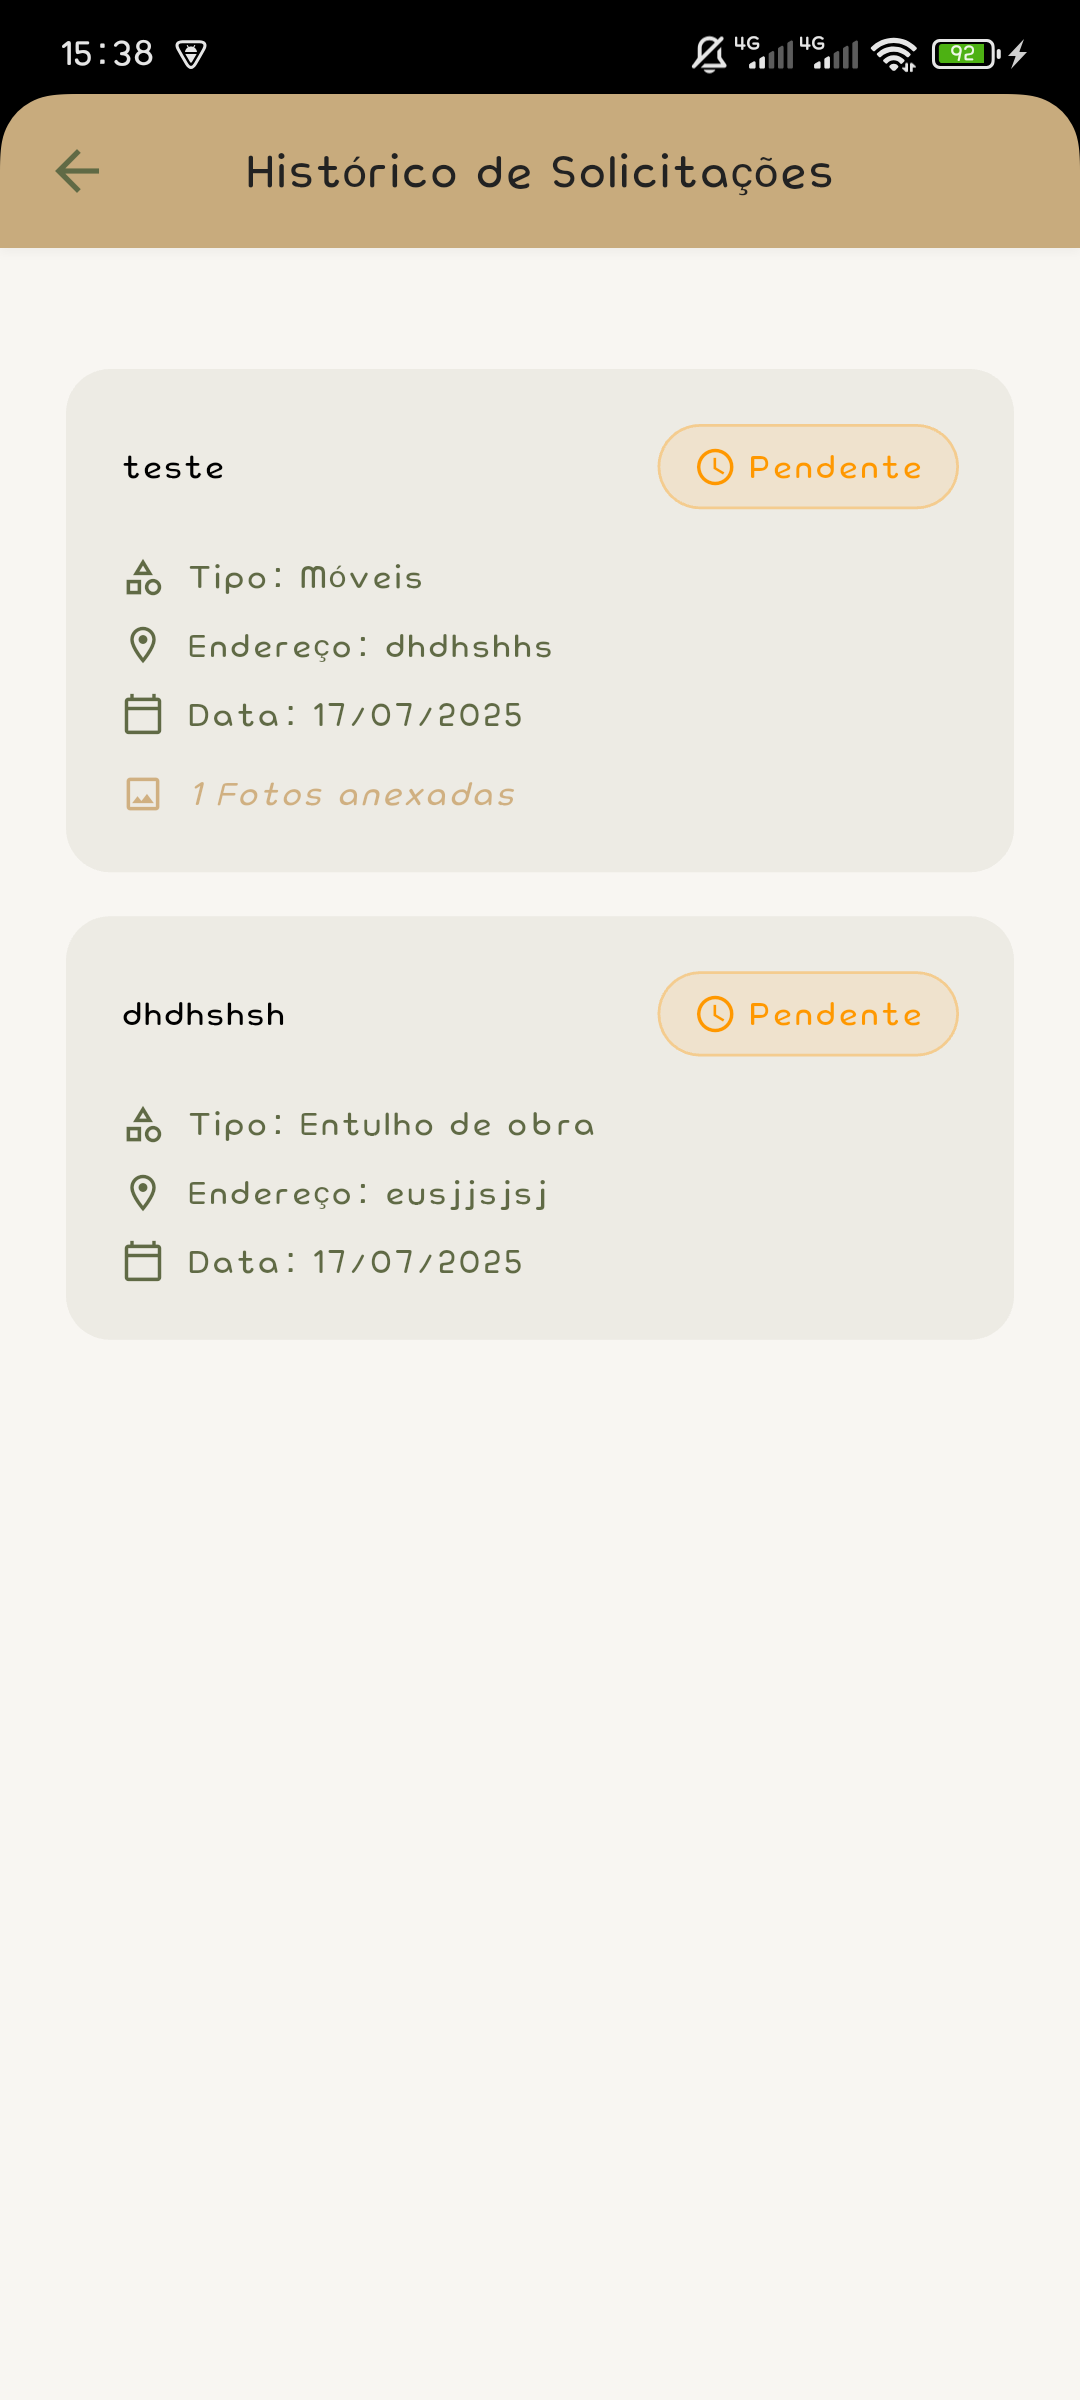 15:38
4G 4G 92
Histórico de Solicitações
teste
Pendente
Tipo: Móveis
Endereço: dhdhshhs
Data: 17/07/2025
1 Fotos anexadas
dhdhshsh
Pendente
Tipo: Entulho de obra
Endereço: eusjjsjsj
Data: 17/07/2025